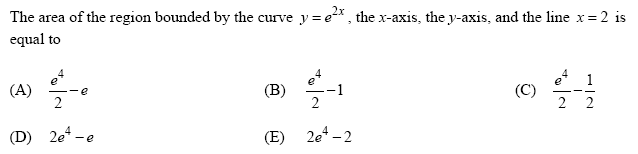 The area of the region bounded by the curve y = e^{2x}, the x-axis, the y-axis, and the line x = 2 is
equal to
(A) \frac{e^4}{2} − e (B) \frac{e^4}{2} − 1 (C) \frac{e^4}{2} − \frac{1}{2}
(D) 2e^4 − e (E) 2e^4 − 2